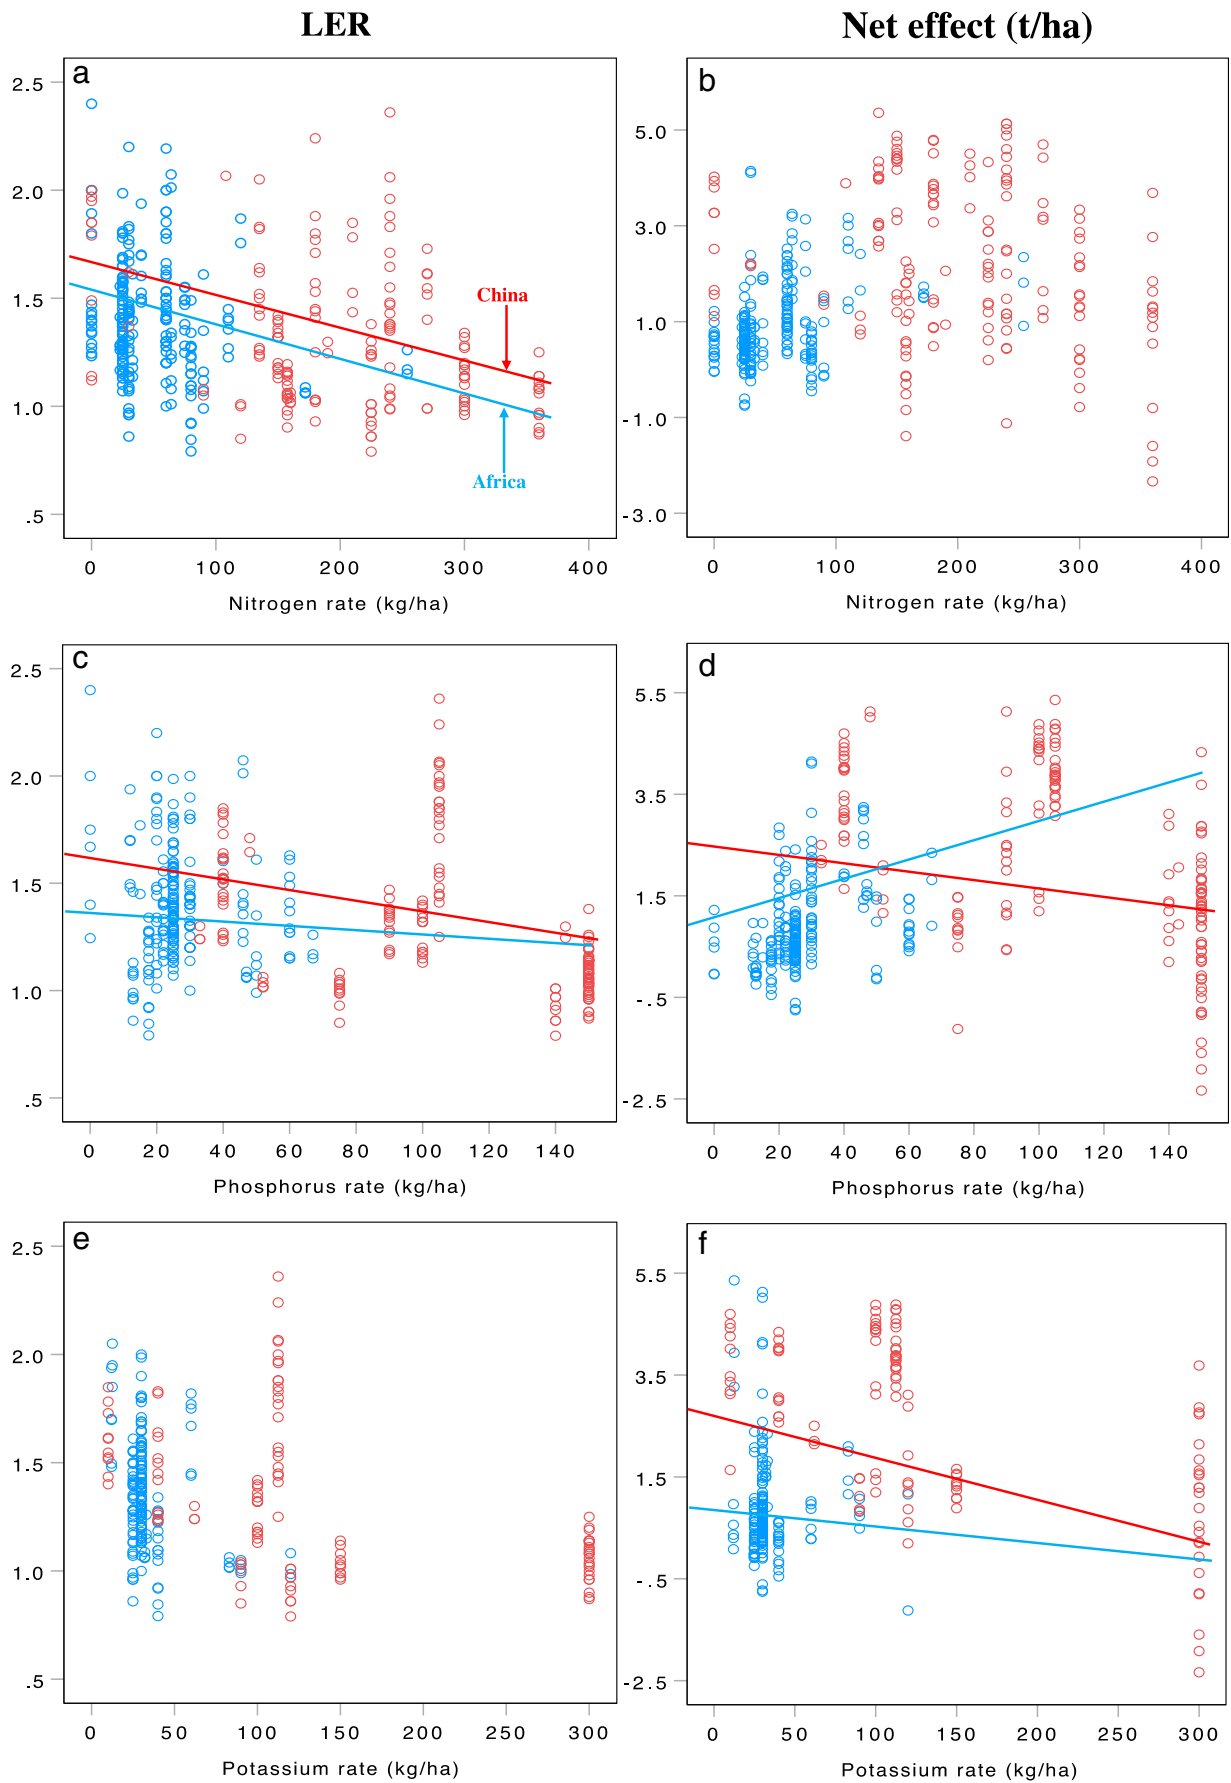 LER
Net effect (t/ha)
a
2.5
2.0
1.5
1.0
.5
China
Africa
0 100 200 300 400
Nitrogen rate (kg/ha)
b
5.0
3.0
1.0
-1.0
-3.0
0 100 200 300 400
Nitrogen rate (kg/ha)
c
2.5
2.0
1.5
1.0
.5
0 20 40 60 80 100 120 140
Phosphorus rate (kg/ha)
d
5.5
3.5
1.5
-.5
-2.5
0 20 40 60 80 100 120 140
Phosphorus rate (kg/ha)
e
2.5
2.0
1.5
1.0
.5
0 50 100 150 200 250 300
Potassium rate (kg/ha)
f
5.5
3.5
1.5
-.5
-2.5
0 50 100 150 200 250 300
Potassium rate (kg/ha)